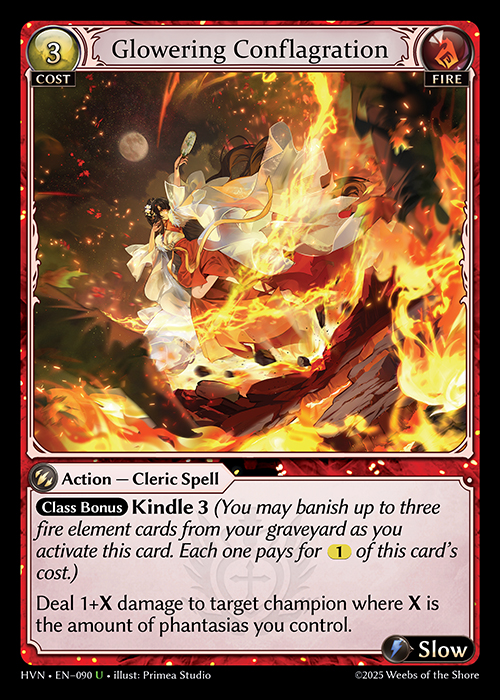 3
Glowering Conflagration
COST
FIRE
Action — Cleric Spell
Class Bonus Kindle 3 (You may banish up to three
fire element cards from your graveyard as you
activate this card. Each one pays for 1 of this card's
cost.)
Deal 1+X damage to target champion where X is
the amount of phantasias you control.
Slow
HVN • EN-090 U • illust: Primea Studio
©2025 Weebs of the Shore